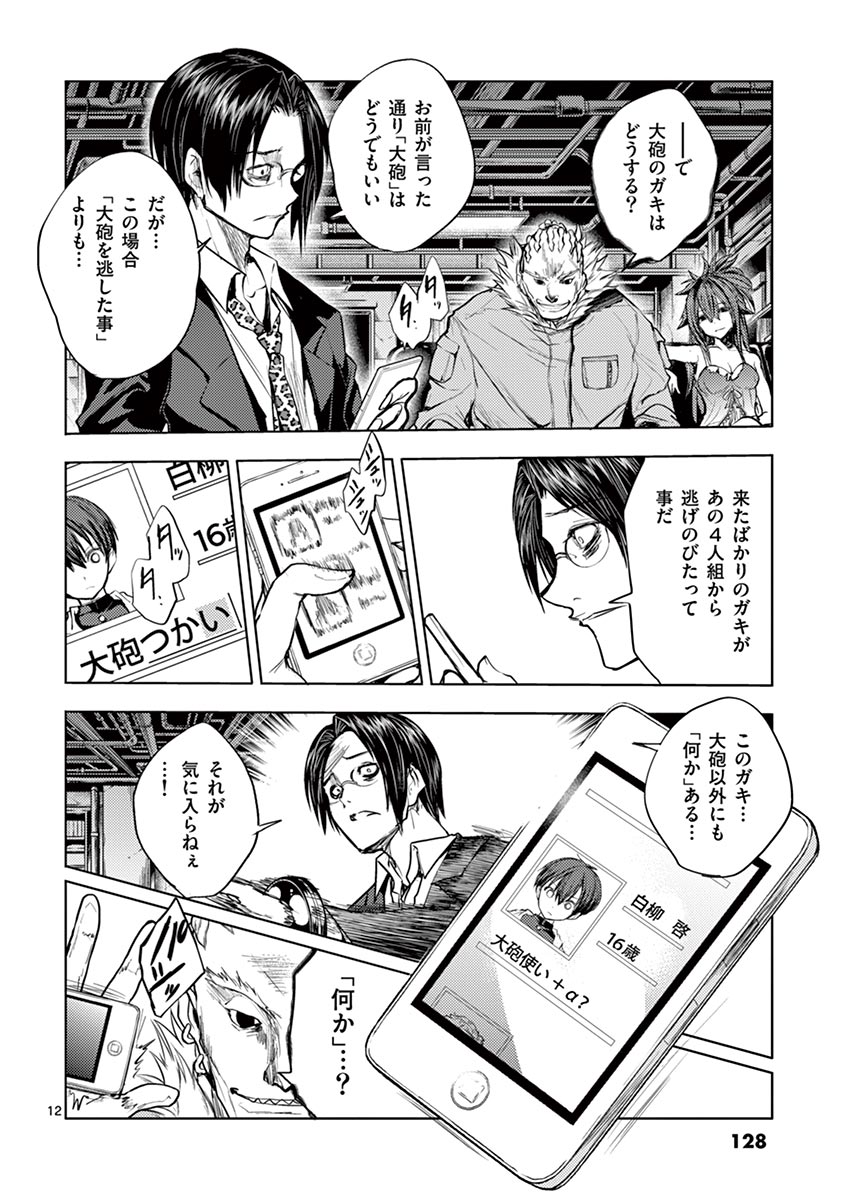 ──で
大砲のガキは
どうする？
お前が言った
通り「大砲」は
どうでもいい
だが…
この場合
「大砲を逃した事」
よりも…
タ
タッ
来たばかりのガキが
あの４人組から
逃げのびたって
事だ
ジュッ
ジュッ
白柳
16歳
大砲つかい
タッ
タ
このガキ…
大砲以外にも
「何か」ある…
白柳 啓
16歳
大砲使い+α?
それが
気に入らねぇ
…！
「何か」…？
12
128